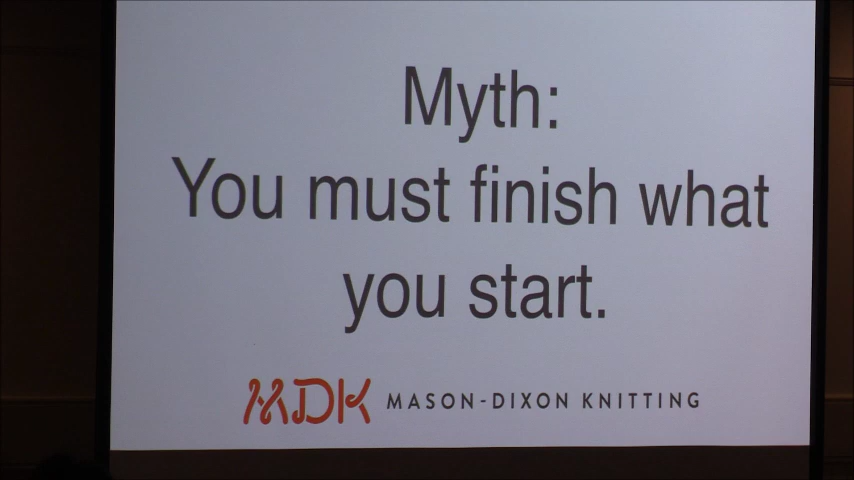 Myth:
You must finish what
you start.
MDK MASON-DIXON KNITTING